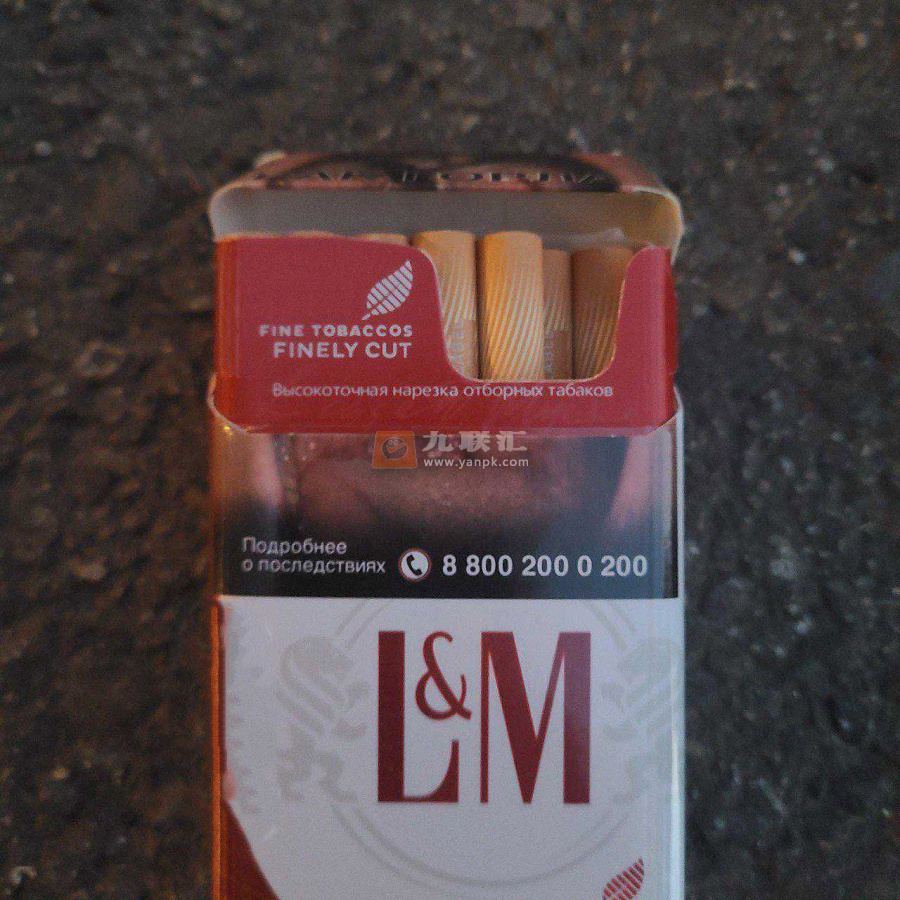 FINE TOBACCOS
FINELY CUT
Высокоточная нарезка отборных табаков
九联汇
www.yanpk.com
Подробнее
о последствиях 8 800 200 0 200
L&M